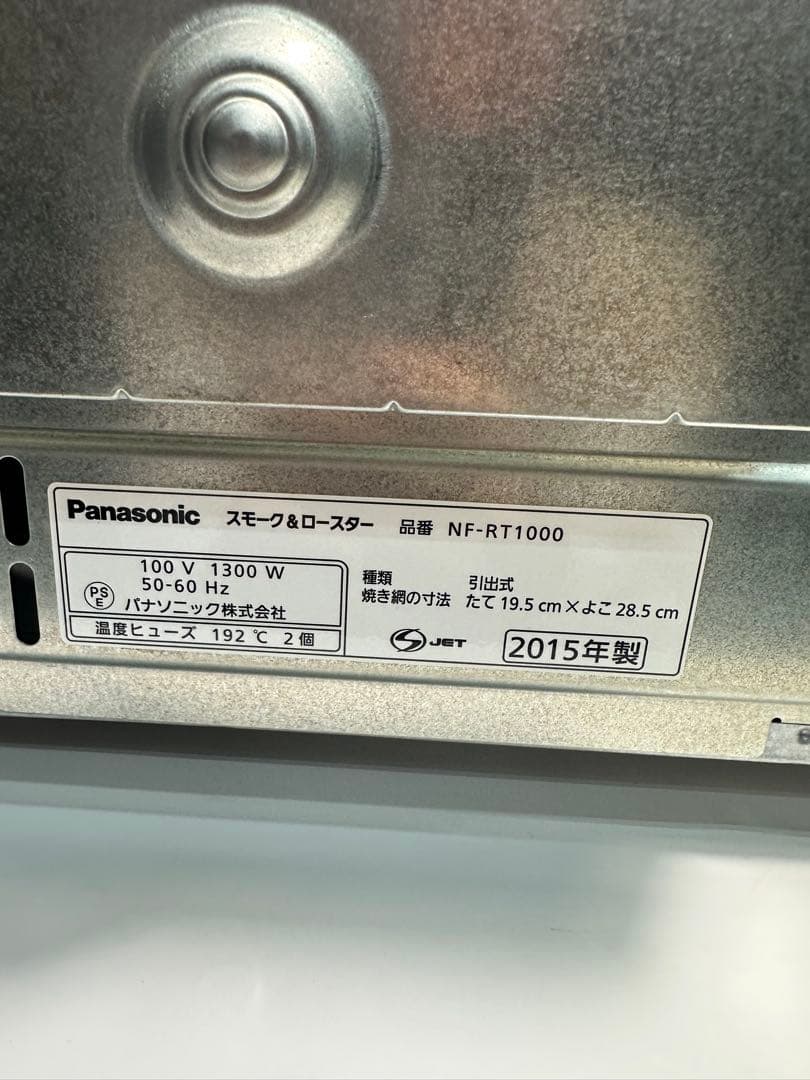 Panasonic スモーク&ロースター 品番 NF-RT1000
100 V 1300 W
50-60 Hz
PS
E
パナソニック株式会社
温度ヒューズ 192 ℃ 2個
種類 引出式
焼き網の寸法 たて 19.5 cm×よこ 28.5 cm
JET
2015年製